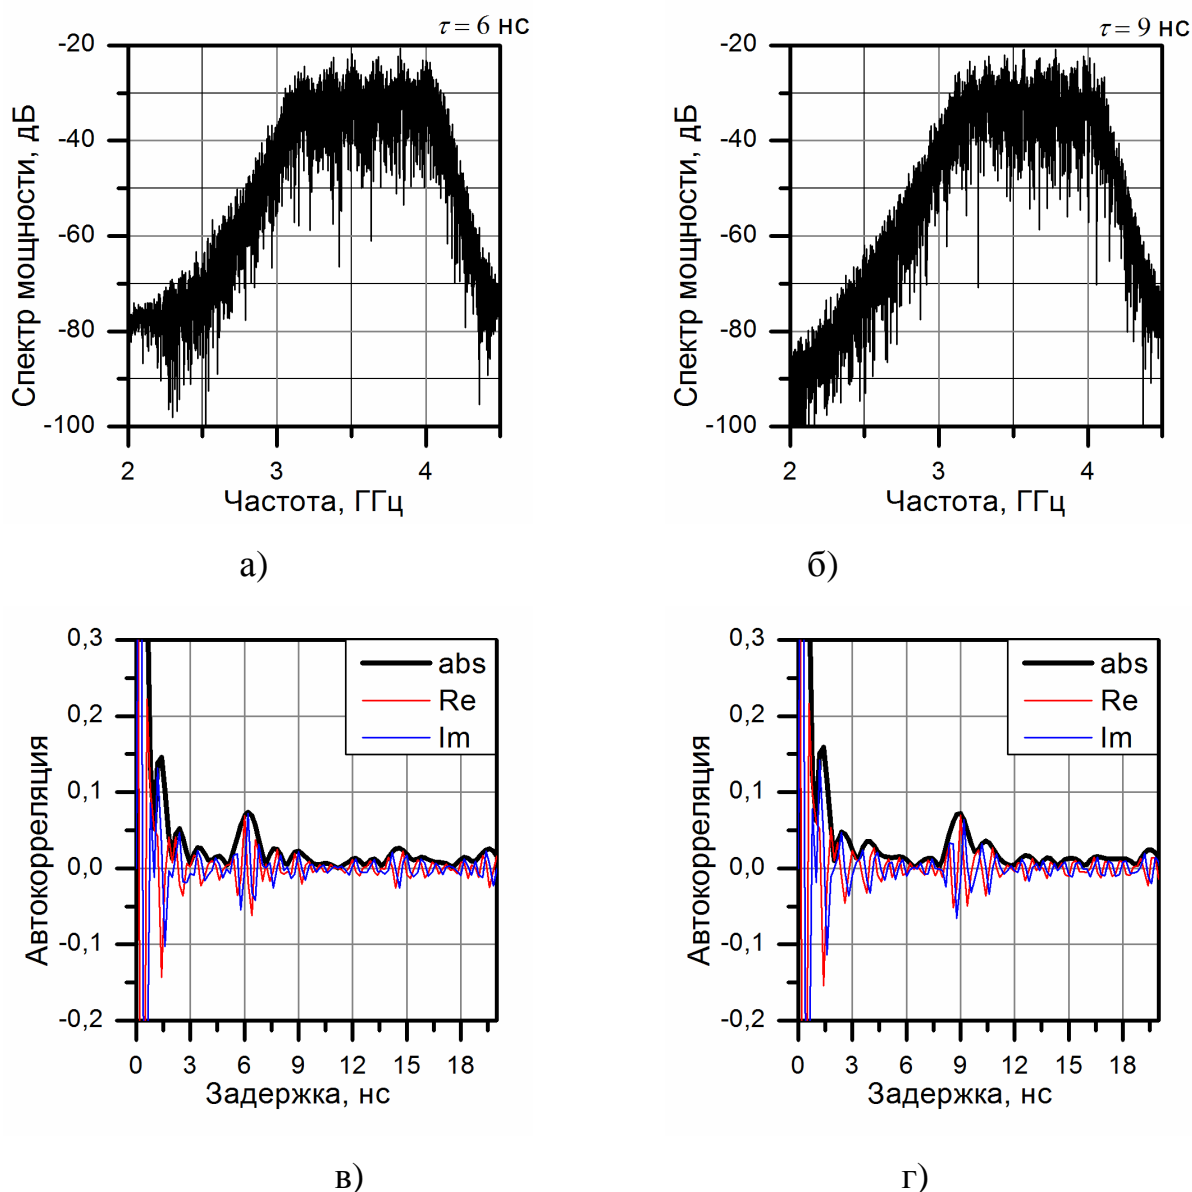 τ = 6 нс
-20
-40
-60
-80
-100
Спектр мощности, дБ
2 3 4
Частота, ГГц
а)
τ = 9 нс
-20
-40
-60
-80
-100
Спектр мощности, дБ
2 3 4
Частота, ГГц
б)
0,3
0,2
0,1
0,0
-0,1
-0,2
Автокорреляция
abs
Re
Im
0 3 6 9 12 15 18
Задержка, нс
в)
0,3
0,2
0,1
0,0
-0,1
-0,2
Автокорреляция
abs
Re
Im
0 3 6 9 12 15 18
Задержка, нс
г)